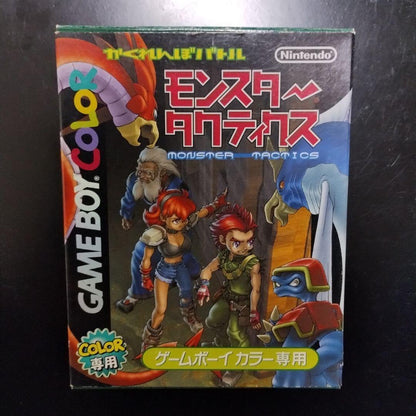 かくれんぼバトル
Nintendo
モンスター
タクティクス
MONSTER TACTICS
GAME BOY COLOR
COLOR
専用
ゲームボーイ カラー専用